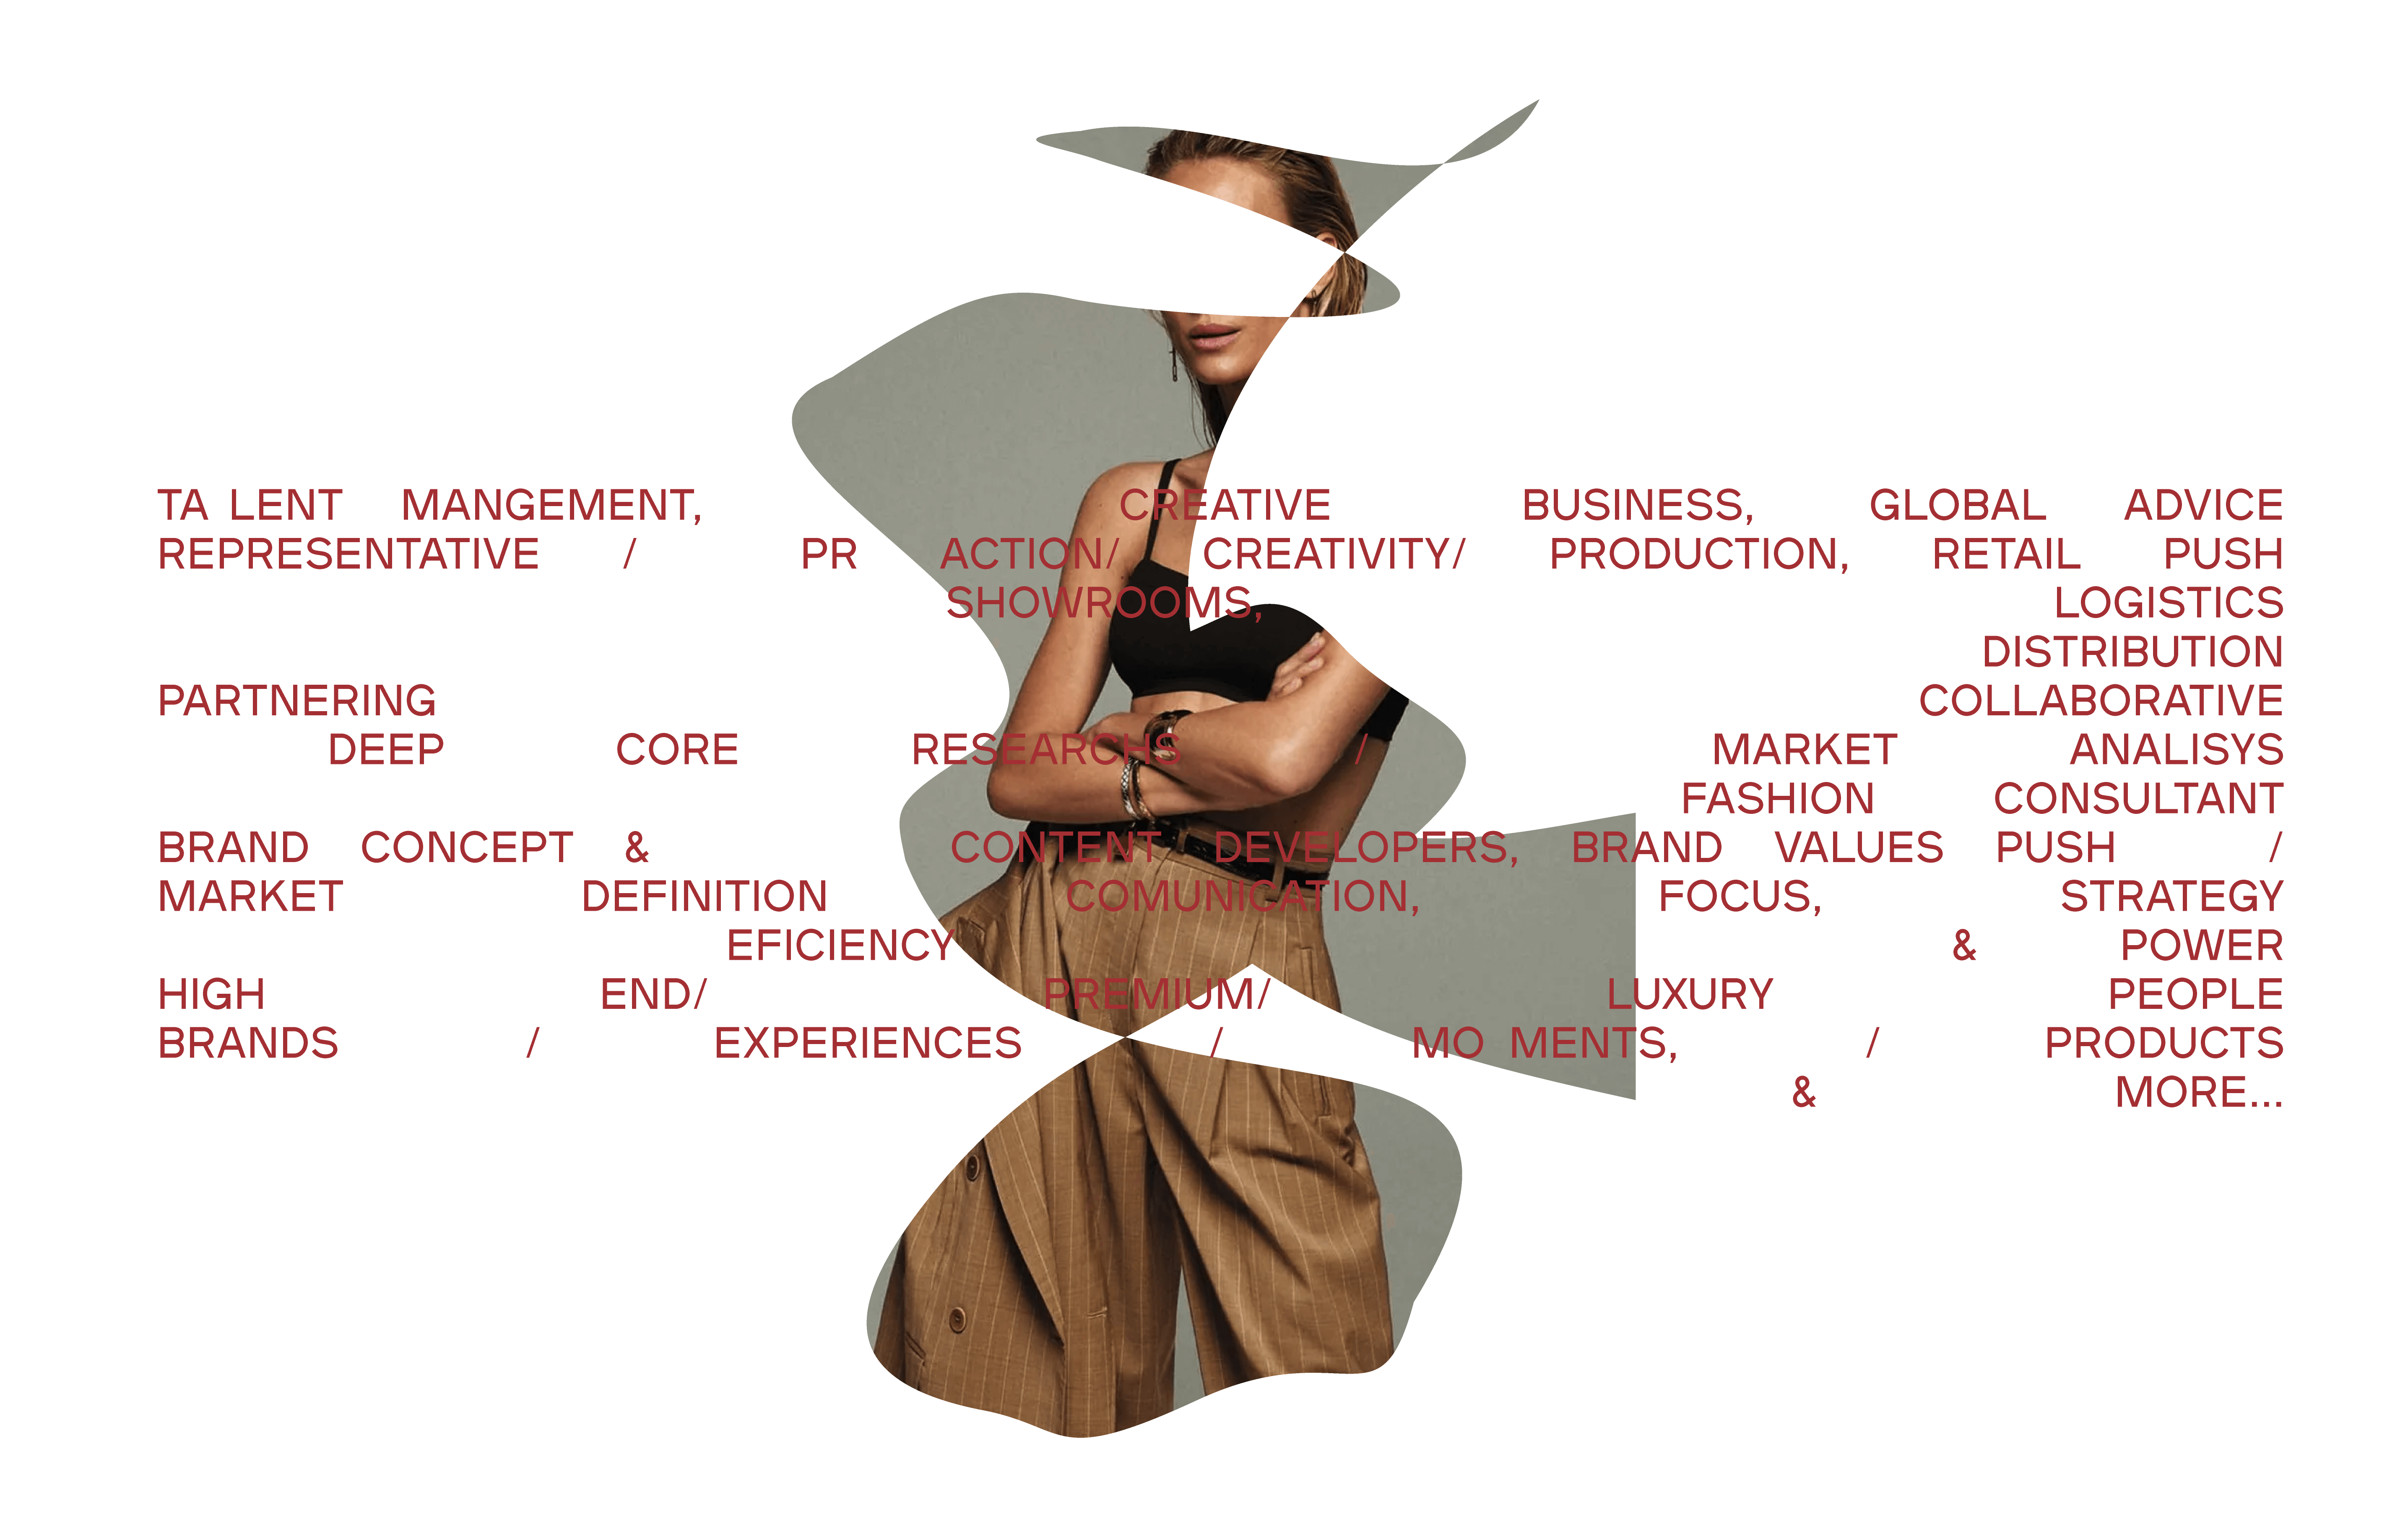 TA LENT MANGEMENT, CREATIVE BUSINESS, GLOBAL ADVICE
REPRESENTATIVE / PR ACTION/ CREATIVITY/ PRODUCTION, RETAIL PUSH
SHOWROOMS, LOGISTICS
DISTRIBUTION
PARTNERING COLLABORATIVE
DEEP CORE RESEARCHS / MARKET ANALISYS
FASHION CONSULTANT
BRAND CONCEPT & CONTENT DEVELOPERS, BRAND VALUES PUSH /
MARKET DEFINITION COMUNICATION, FOCUS, STRATEGY
EFICIENCY & POWER
HIGH END/ PREMIUM/ LUXURY PEOPLE
BRANDS / EXPERIENCES / MO MENTS, / PRODUCTS
& MORE...